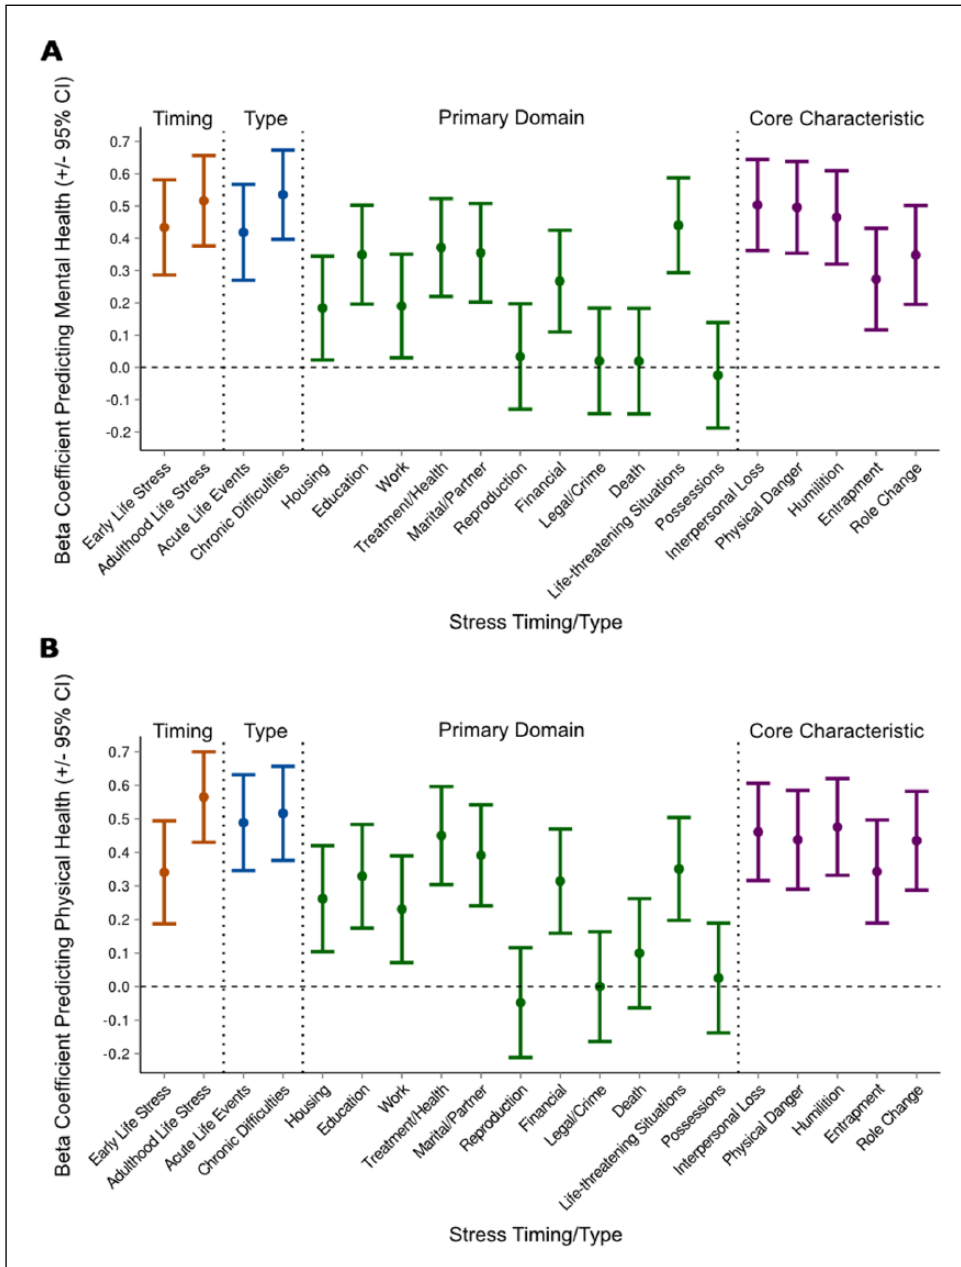 A
Beta Coefficient Predicting Mental Health (+/- 95% CI)
Timing Type Primary Domain Core Characteristic
0.7
0.6
0.5
0.4
0.3
0.2
0.1
0.0
-0.1
-0.2
Early Life Stress
Adulthood Life Stress
Acute Life Events
Chronic Difficulties
Housing
Education
Work
Treatment/Health
Marital/Partner
Reproduction
Financial
Legal/Crime
Death
Life-threatening Situations
Possessions
Interpersonal Loss
Physical Danger
Humilition
Entrapment
Role Change
Stress Timing/Type
B
Beta Coefficient Predicting Physical Health (+/- 95% CI)
Timing Type Primary Domain Core Characteristic
0.7
0.6
0.5
0.4
0.3
0.2
0.1
0.0
-0.1
-0.2
Early Life Stress
Adulthood Life Stress
Acute Life Events
Chronic Difficulties
Housing
Education
Work
Treatment/Health
Marital/Partner
Reproduction
Financial
Legal/Crime
Death
Life-threatening Situations
Possessions
Interpersonal Loss
Physical Danger
Humilition
Entrapment
Role Change
Stress Timing/Type